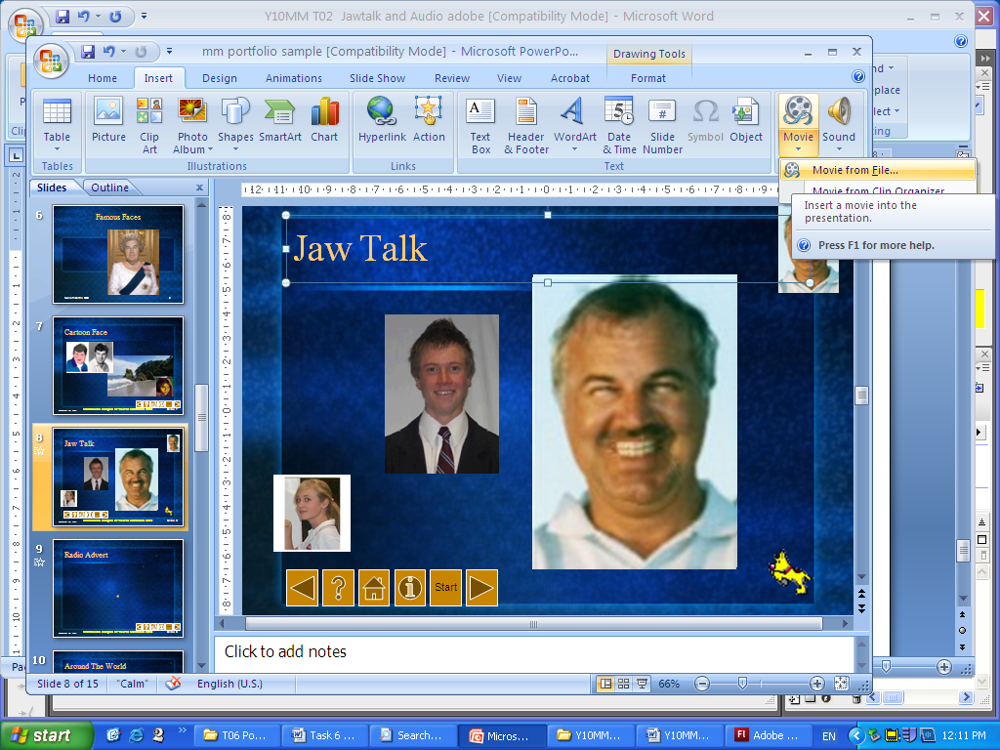 Y10MM T02 Jawtalk and Audio adobe [Compatibility Mode] - Microsoft Word
mm portfolio sample [Compatibility Mode] - Microsoft PowerPo...
Drawing Tools
Home Insert Design Animations Slide Show Review View Acrobat Format
Table Picture Clip Art Photo Album Shapes SmartArt Chart Hyperlink Action Text Box Header & Footer WordArt Date & Time Slide Number Symbol Object Movie Sound
Tables Illustrations Links Text
Movie from File...
Movie from Clip Organizer
Insert a movie into the
presentation.
Press F1 for more help.
Slides Outline
6
Famous Faces
7
Cartoon Face
8
Jaw Talk
9
Radio Advert
10
Around The World
Jaw Talk
Start
Click to add notes
Slide 8 of 15 "Calm" English (U.S.) 66%
start T06 Po... Task 6 ... Search... Micros... Y10MM... Y10MM... Adobe ... EN 12:11 PM